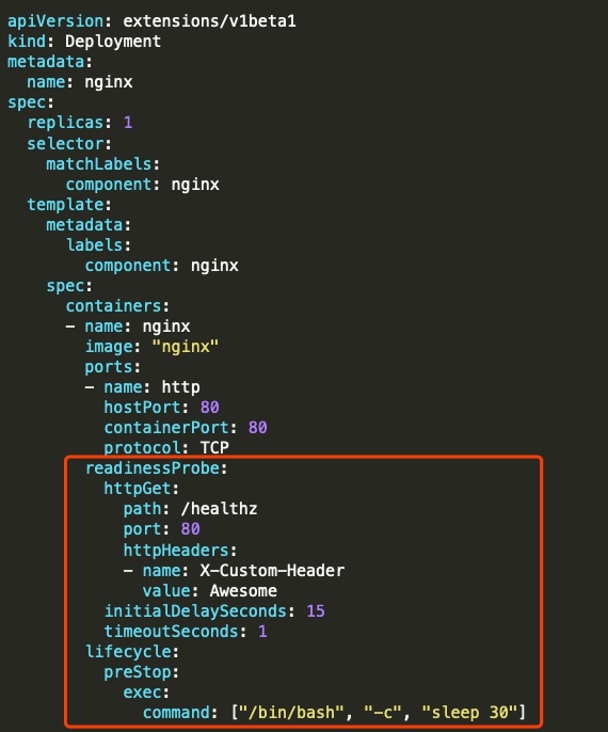 apiVersion: extensions/v1beta1
kind: Deployment
metadata:
  name: nginx
spec:
  replicas: 1
  selector:
    matchLabels:
      component: nginx
  template:
    metadata:
      labels:
        component: nginx
    spec:
      containers:
      - name: nginx
        image: "nginx"
        ports:
        - name: http
          hostPort: 80
          containerPort: 80
          protocol: TCP
        readinessProbe:
          httpGet:
            path: /healthz
            port: 80
            httpHeaders:
            - name: X-Custom-Header
              value: Awesome
          initialDelaySeconds: 15
          timeoutSeconds: 1
        lifecycle:
          preStop:
            exec:
              command: ["/bin/bash", "-c", "sleep 30"]